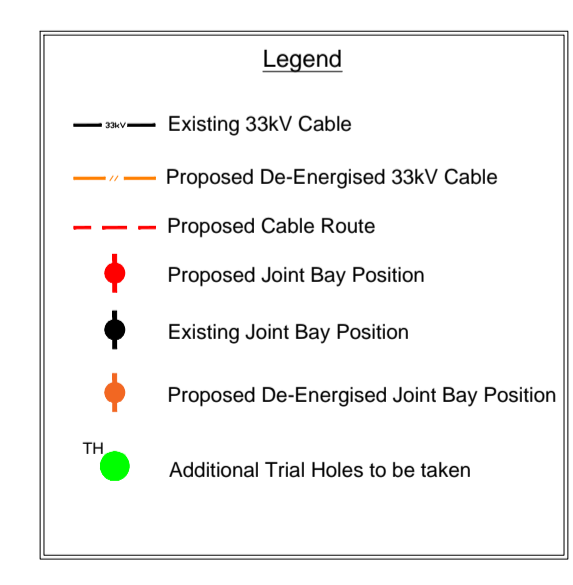 Legend
33kV Existing 33kV Cable
// Proposed De-Energised 33kV Cable
Proposed Cable Route
Proposed Joint Bay Position
Existing Joint Bay Position
Proposed De-Energised Joint Bay Position
TH
Additional Trial Holes to be taken